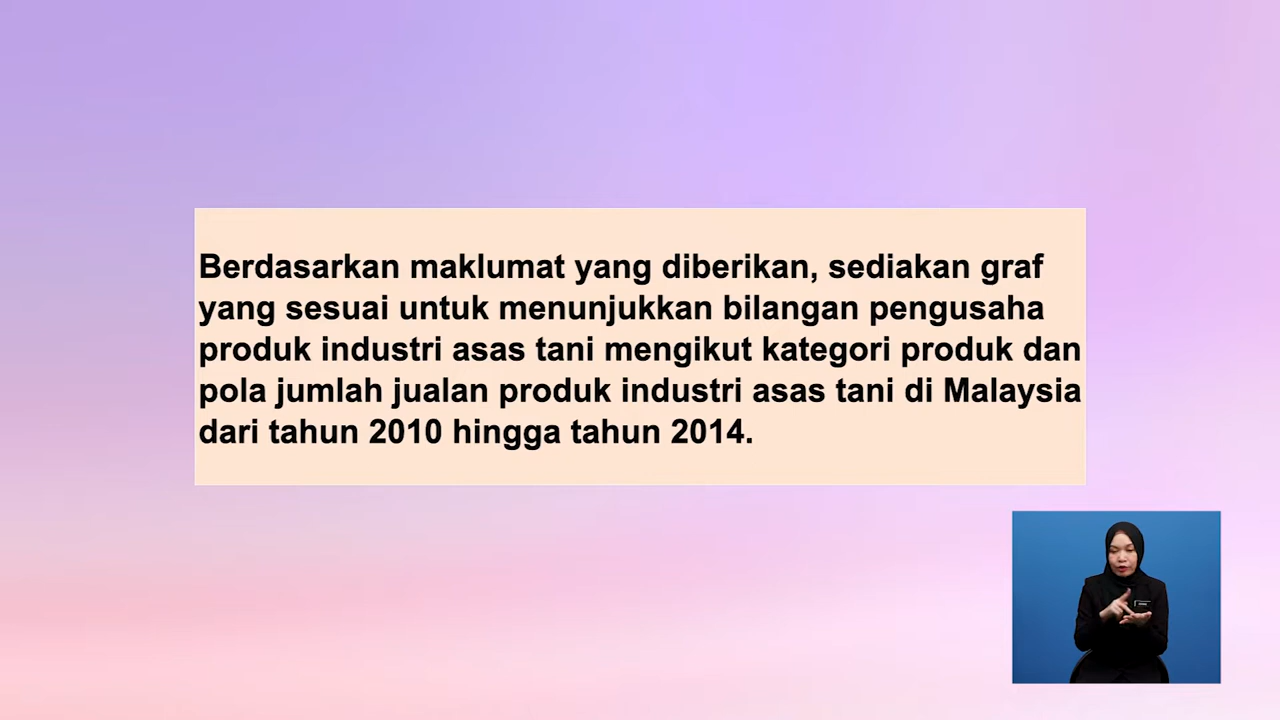 Berdasarkan maklumat yang diberikan, sediakan graf
yang sesuai untuk menunjukkan bilangan pengusaha
produk industri asas tani mengikut kategori produk dan
pola jumlah jualan produk industri asas tani di Malaysia
dari tahun 2010 hingga tahun 2014.